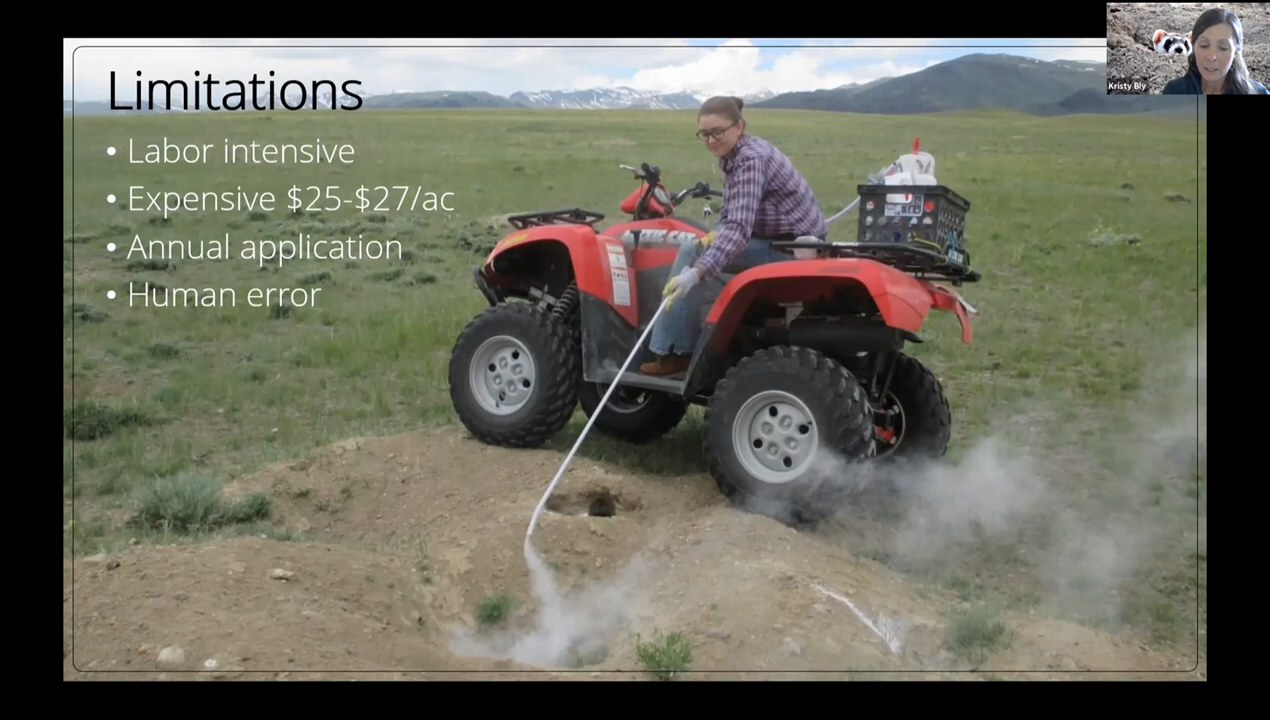 Limitations
• Labor intensive
• Expensive $25-$27/ac
• Annual application
• Human error
Kristy Bly